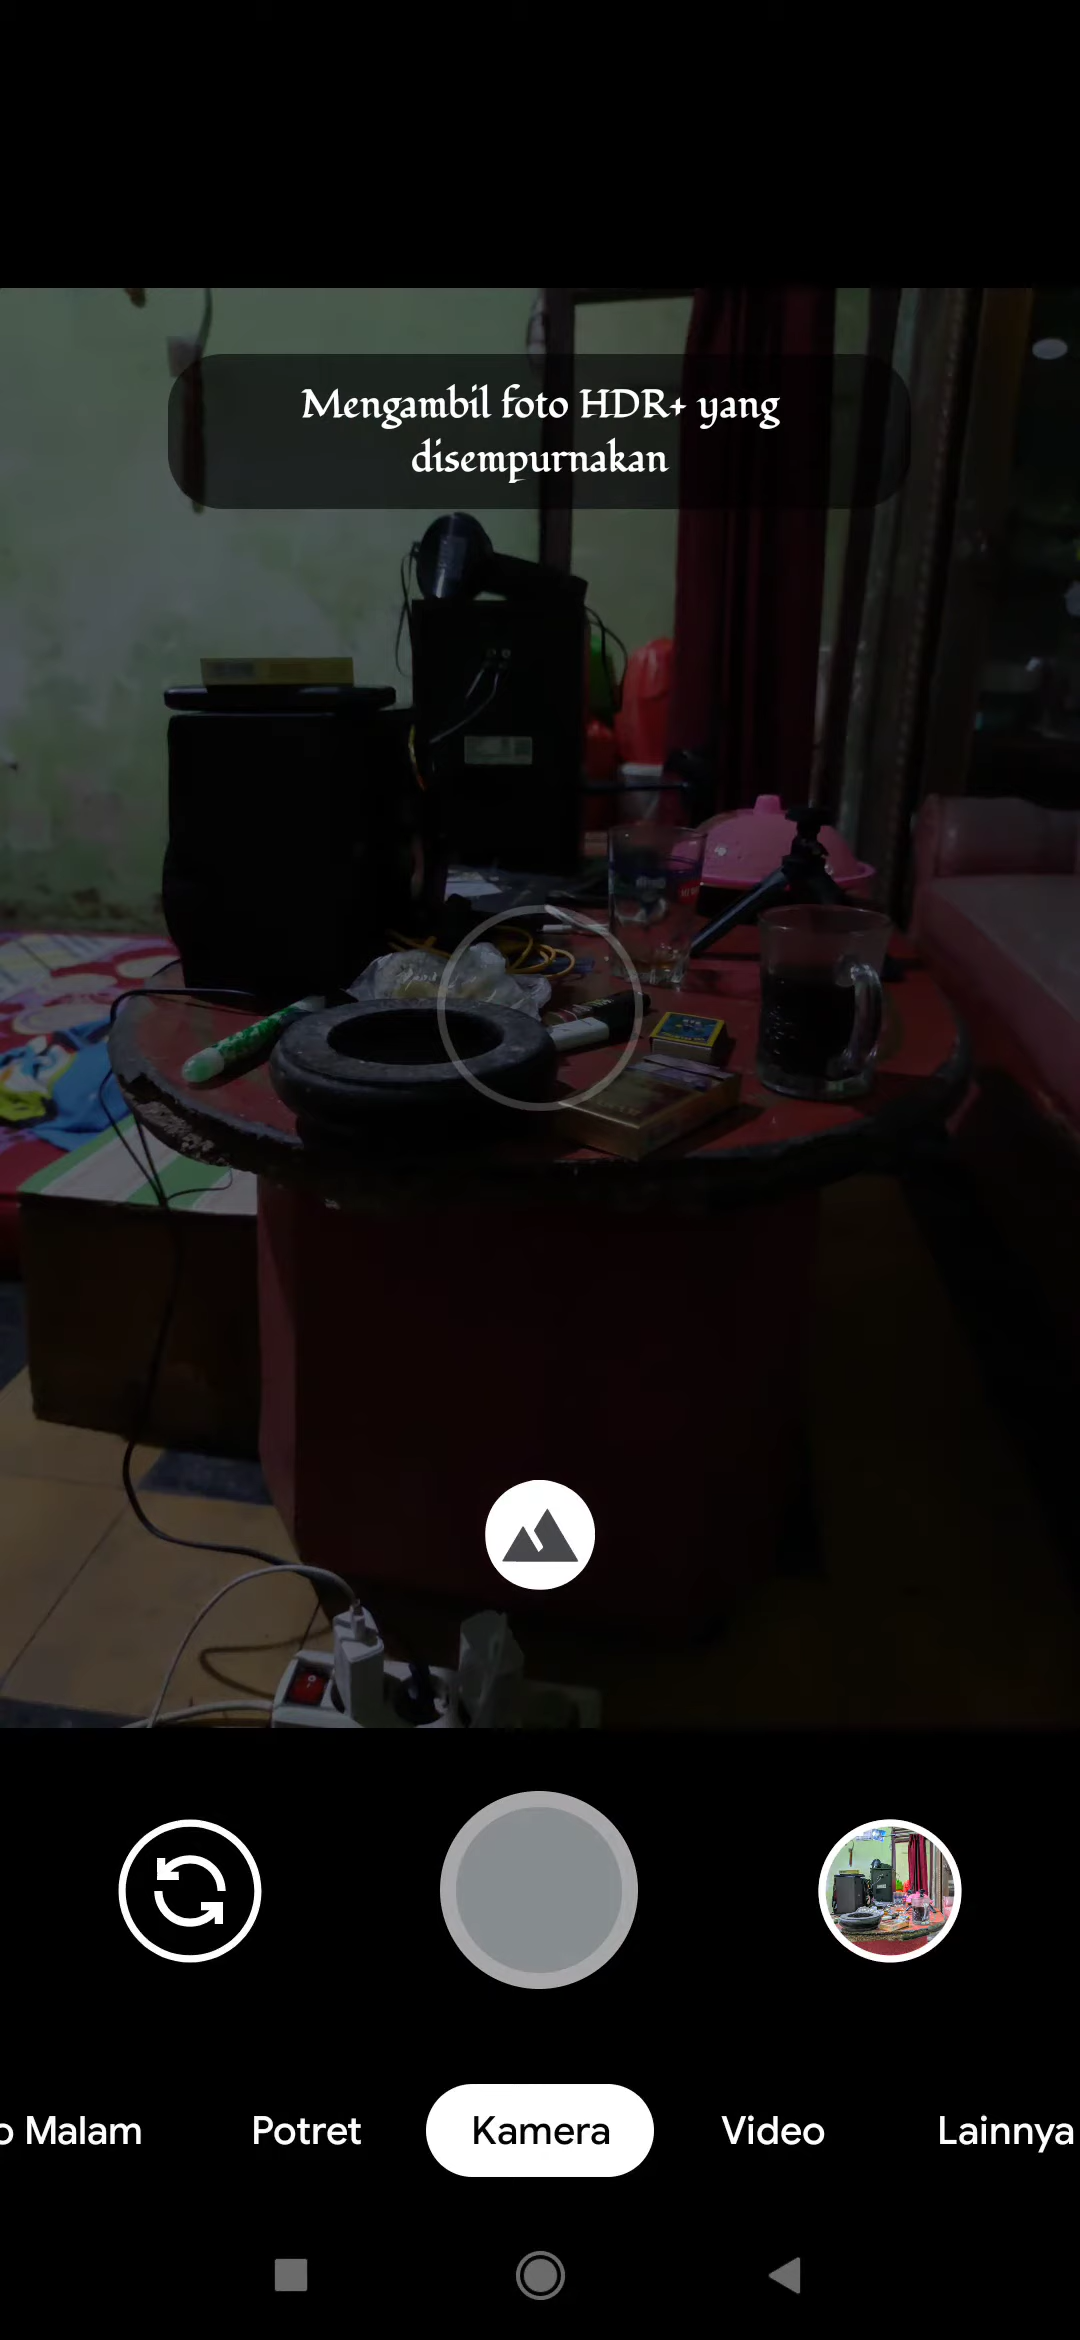 Mengambil foto HDR+ yang
disempurnakan
o Malam
Potret
Kamera
Video
Lainnya